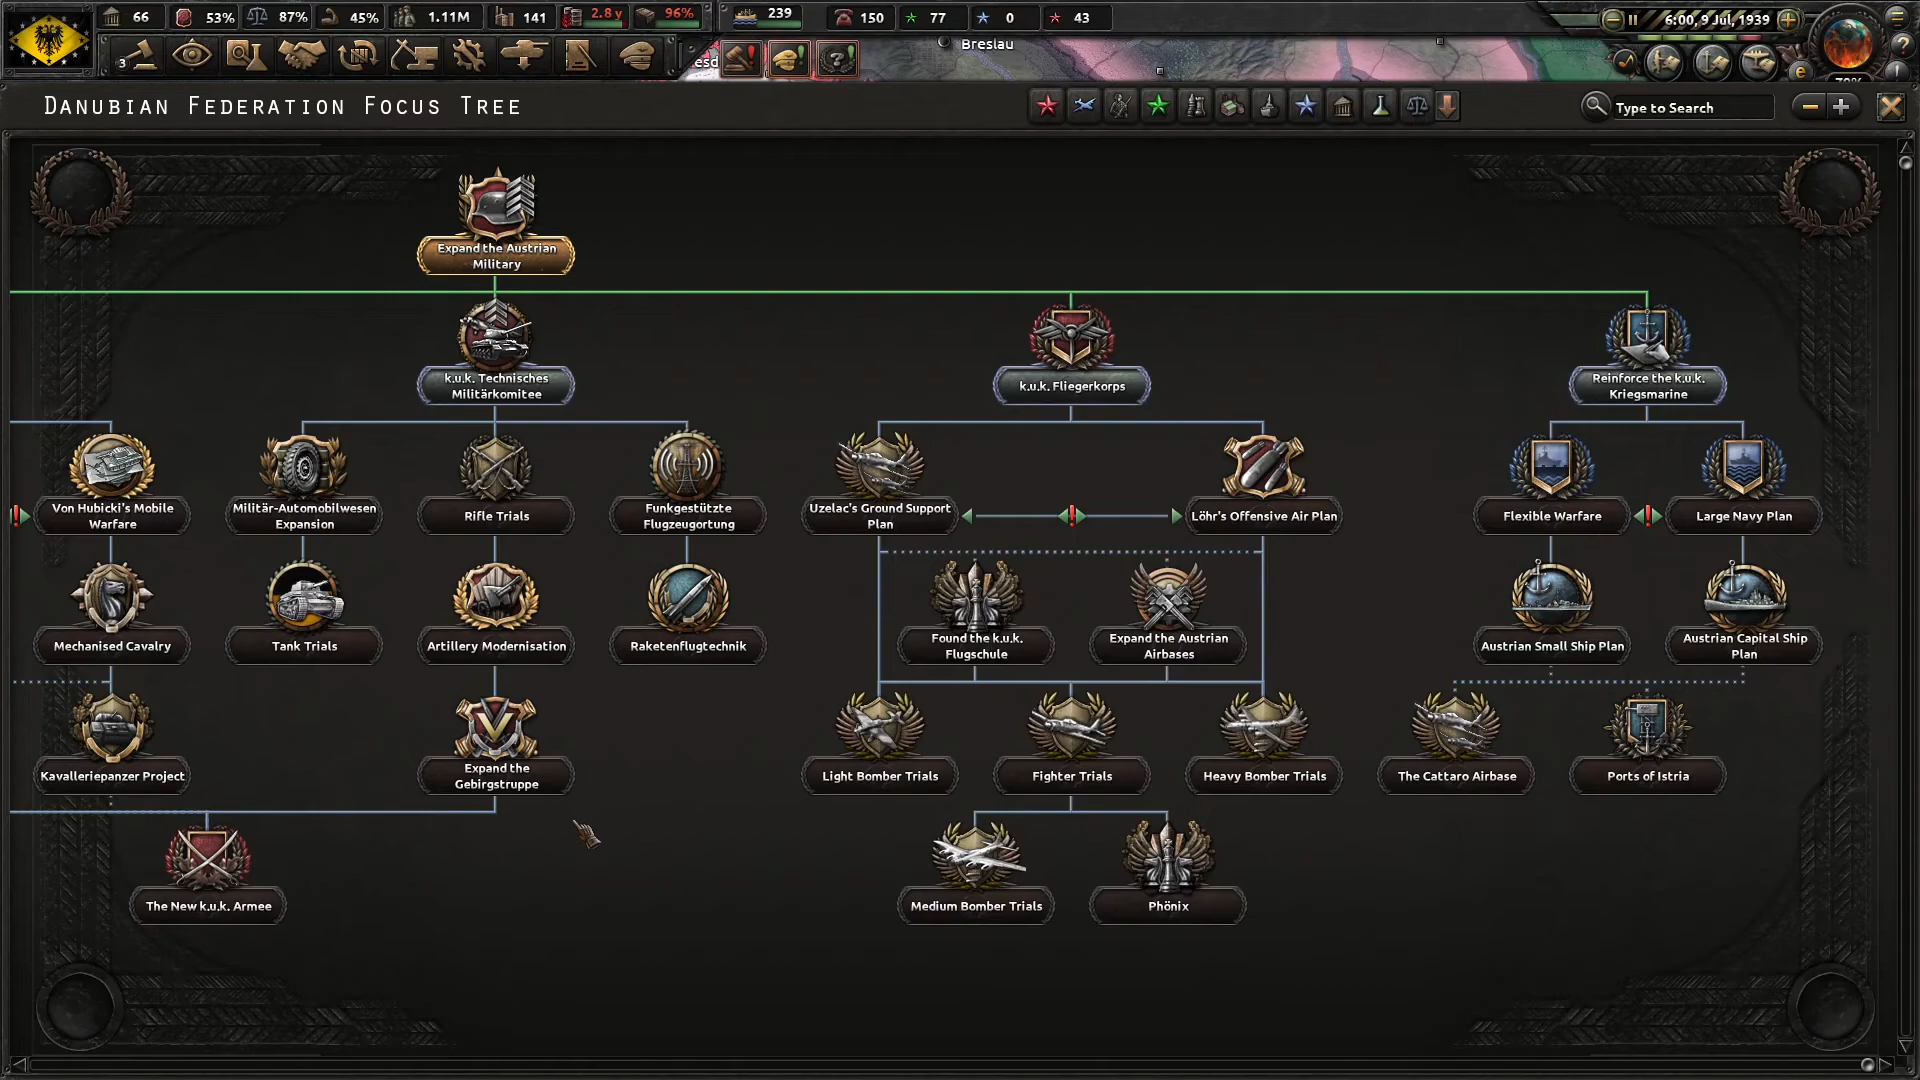 66
53%
87%
45%
1.11M
141
2.8 y
96%
239
150
77
0
43
6:00, 9 Jul, 1939
3
Breslau
DANUBIAN FEDERATION FOCUS TREE
Type to Search
Expand the Austrian
Military
k.u.k. Technisches
Militärkomitee
k.u.k. Fliegerkorps
Reinforce the k.u.k.
Kriegsmarine
Von Hubicki's Mobile
Warfare
Militär-Automobilwesen
Expansion
Rifle Trials
Funkgestützte
Flugzeugortung
Uzelac's Ground Support
Plan
Löhr's Offensive Air Plan
Flexible Warfare
Large Navy Plan
Mechanised Cavalry
Tank Trials
Artillery Modernisation
Raketenflugtechnik
Found the k.u.k.
Flugschule
Expand the Austrian
Airbases
Austrian Small Ship Plan
Austrian Capital Ship
Plan
Kavalleriepanzer Project
Expand the
Gebirgstruppe
Light Bomber Trials
Fighter Trials
Heavy Bomber Trials
The Cattaro Airbase
Ports of Istria
The New k.u.k. Armee
Medium Bomber Trials
Phönix